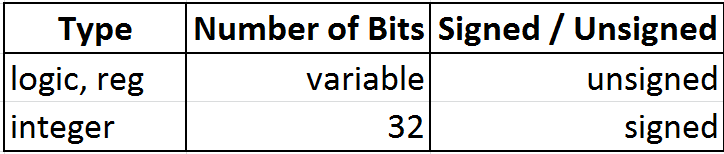 Type Number of Bits Signed / Unsigned
logic, reg variable unsigned
integer 32 signed